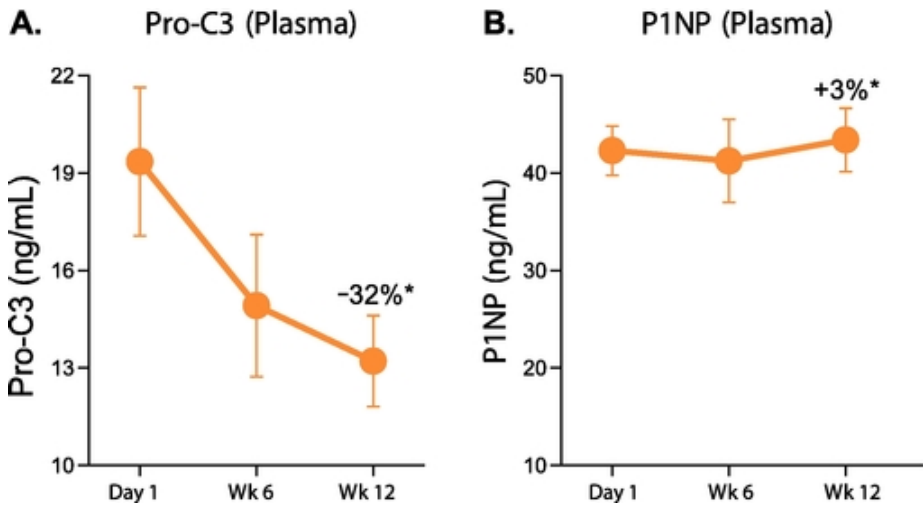 A.
Pro-C3 (Plasma)
Pro-C3 (ng/mL)
22
19
16
13
10
-32%*
Day 1
Wk 6
Wk 12
B.
P1NP (Plasma)
P1NP (ng/mL)
50
40
30
20
10
+3%*
Day 1
Wk 6
Wk 12